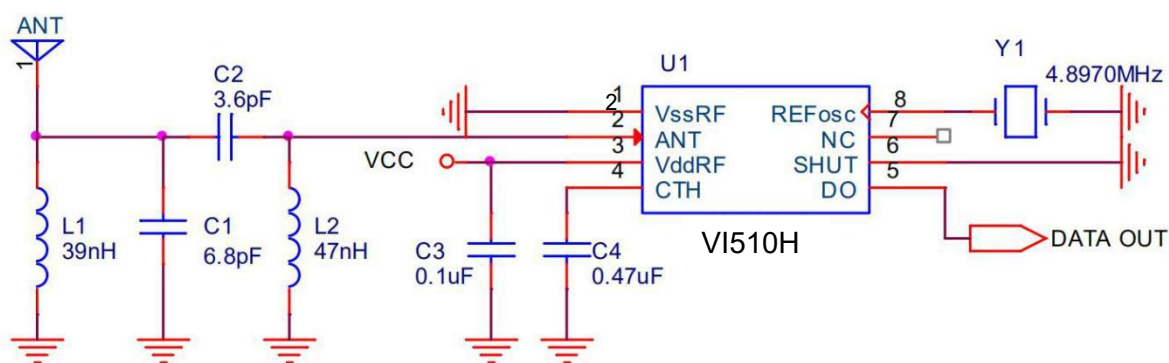 ANT
1
C2
3.6pF
L1
39nH
C1
6.8pF
L2
47nH
VCC
C3
0.1uF
C4
0.47uF
U1
1
2
2
3
4
VssRF
ANT
VddRF
CTH
REFosc
NC
SHUT
DO
8
7
6
5
VI510H
Y1
4.8970MHz
DATA OUT